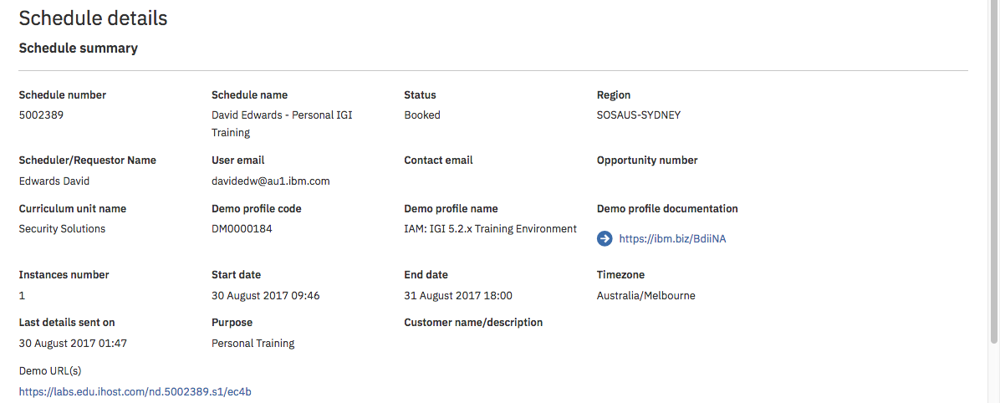 Schedule details
Schedule summary
Schedule number Schedule name Status Region
5002389 David Edwards - Personal IGI Booked SOSAUS-SYDNEY
Training
Scheduler/Requestor Name User email Contact email Opportunity number
Edwards David davidedw@au1.ibm.com
Curriculum unit name Demo profile code Demo profile name Demo profile documentation
Security Solutions DM0000184 IAM: IGI 5.2.x Training Environment
https://ibm.biz/BdiiNA
Instances number Start date End date Timezone
1 30 August 2017 09:46 31 August 2017 18:00 Australia/Melbourne
Last details sent on Purpose Customer name/description
30 August 2017 01:47 Personal Training
Demo URL(s)
https://labs.edu.ihost.com/nd.5002389.s1/ec4b